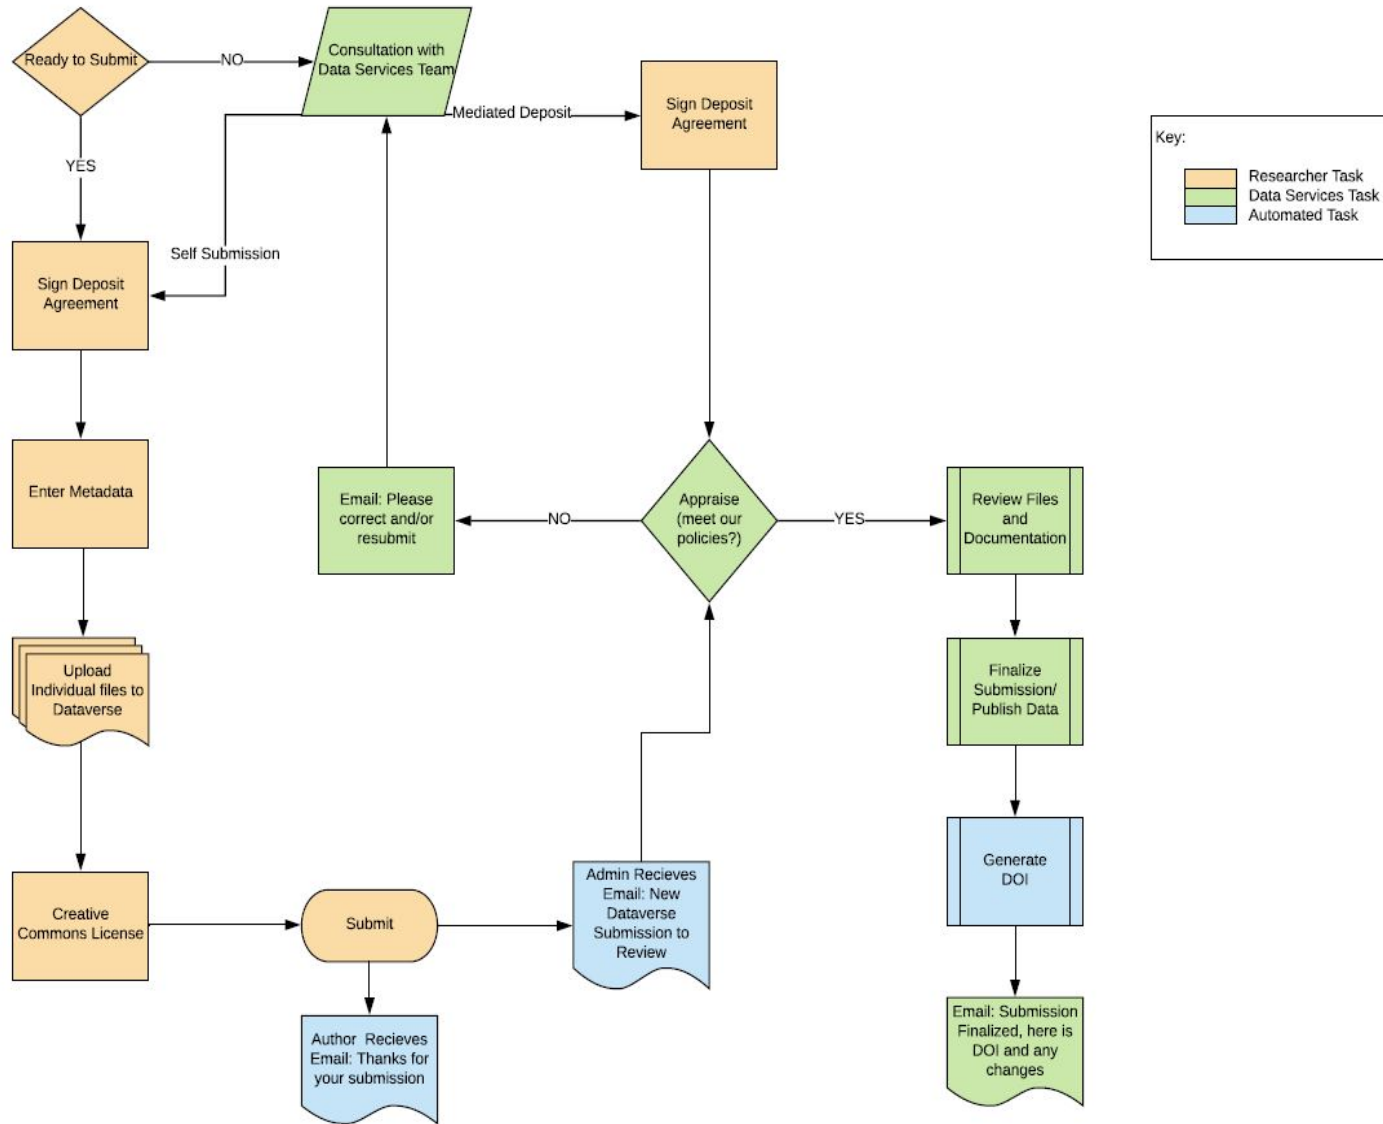 Ready to Submit
NO
Consultation with
Data Services Team
Mediated Deposit
Sign Deposit
Agreement
Key:
Researcher Task
Data Services Task
Automated Task
YES
Self Submission
Sign Deposit
Agreement
Enter Metadata
Email: Please
correct and/or
resubmit
NO
Appraise
(meet our
policies?)
YES
Review Files
and
Documentation
Upload
Individual files to
Dataverse
Finalize
Submission/
Publish Data
Creative
Commons License
Submit
Admin Recieves
Email: New
Dataverse
Submission to
Review
Generate
DOI
Author Recieves
Email: Thanks for
your submission
Email: Submission
Finalized, here is
DOI and any
changes